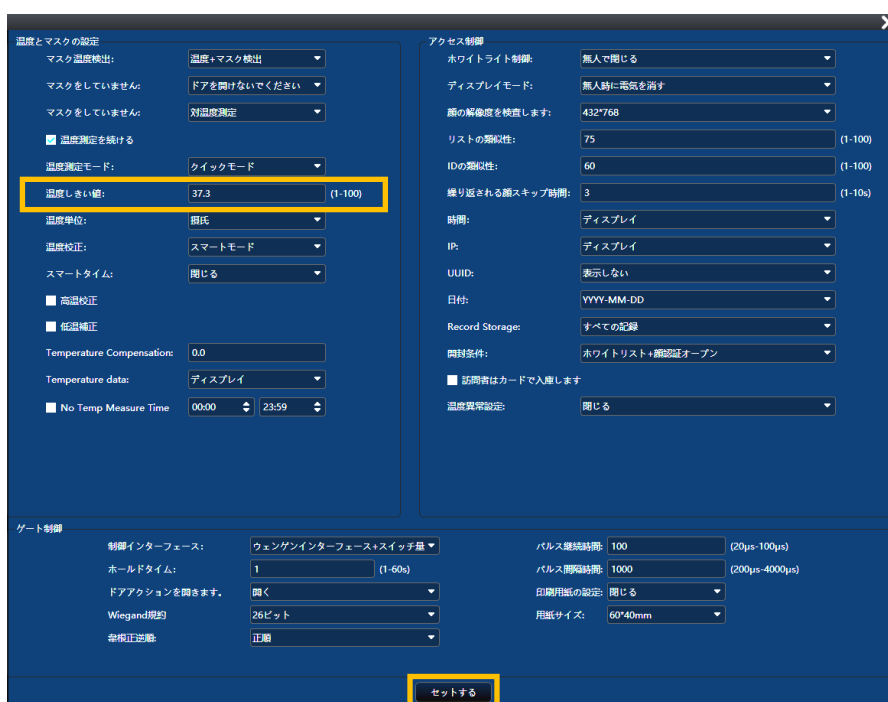 温度とマスクの設定
マスク温度検出: 温度+マスク検出
マスクをしていません: ドアを開けないでください
マスクをしていません: 対温度測定
温度測定を続ける
温度測定モード: クイックモード
温度しきい値: 37.3 (1-100)
温度単位: 摂氏
温度校正: スマートモード
スマートタイム: 閉じる
高温校正
低温補正
Temperature Compensation: 0.0
Temperature data: ディスプレイ
No Temp Measure Time 00:00 23:59
アクセス制御
ホワイトライト制御: 無人で閉じる
ディスプレイモード: 無人時に電気を消す
顔の解像度を検査します: 432*768
リストの類似性: 75 (1-100)
IDの類似性: 60 (1-100)
繰り返される顔スキップ時間: 3 (1-10s)
時間: ディスプレイ
IP: ディスプレイ
UUID: 表示しない
日付: YYYY-MM-DD
Record Storage: すべての記録
開封条件: ホワイトリスト+顔認証オープン
訪問者はカードで入庫します
温度異常設定: 閉じる
ゲート制御
制御インターフェース: ウェンゲンインターフェース+スイッチ量
ホールドタイム: 1 (1-60s)
ドアアクションを開きます。 開く
Wiegand規約 26ビット
韋根正逆順: 正順
パルス継続時間: 100 (20μs-100μs)
パルス間隔時間: 1000 (200μs-4000μs)
印刷用紙の設定: 閉じる
用紙サイズ: 60*40mm
セットする